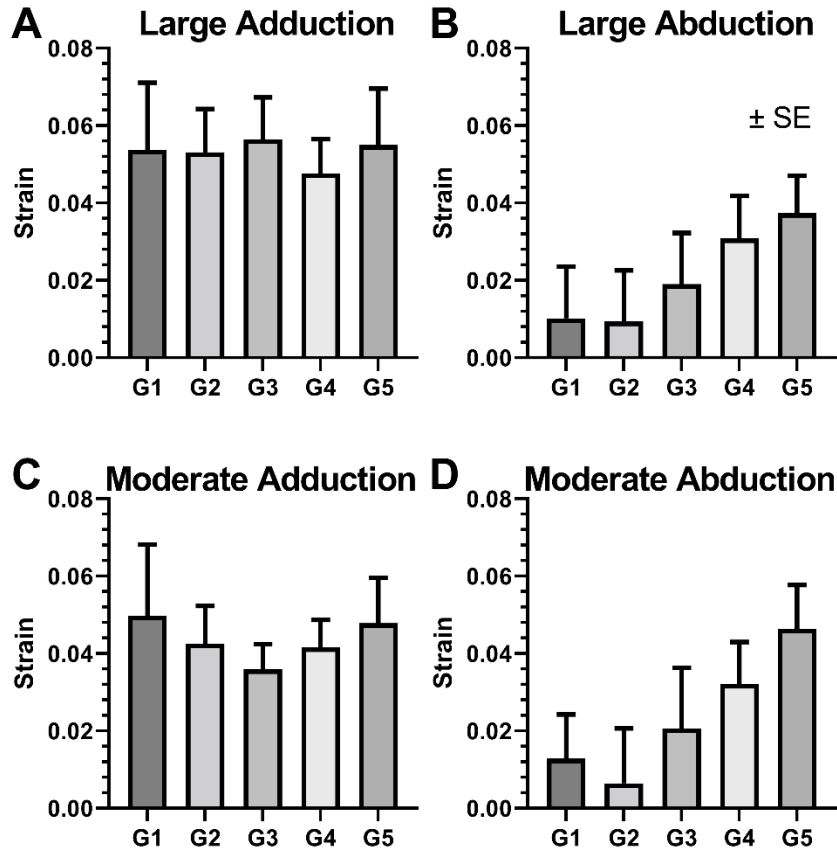 A Large Adduction
0.08
0.06
0.04
0.02
0.00
Strain
G1 G2 G3 G4 G5
B Large Abduction
± SE
0.08
0.06
0.04
0.02
0.00
Strain
G1 G2 G3 G4 G5
C Moderate Adduction
0.08
0.06
0.04
0.02
0.00
Strain
G1 G2 G3 G4 G5
D Moderate Abduction
0.08
0.06
0.04
0.02
0.00
Strain
G1 G2 G3 G4 G5